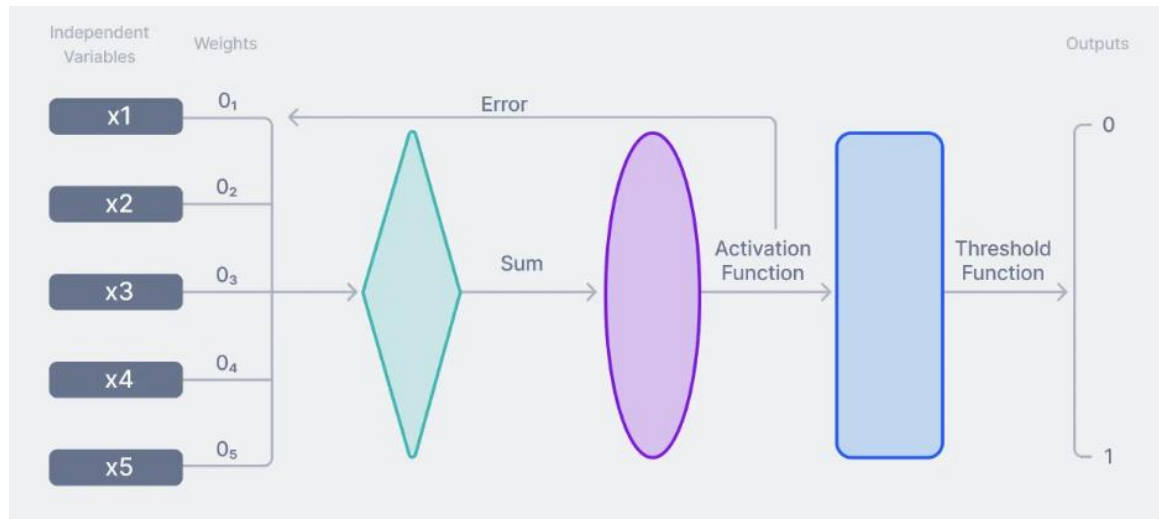 Independent
Variables
Weights
Outputs
x1
0₁
Error
0
x2
0₂
x3
0₃
Sum
Activation
Function
Threshold
Function
x4
0₄
x5
0₅
1